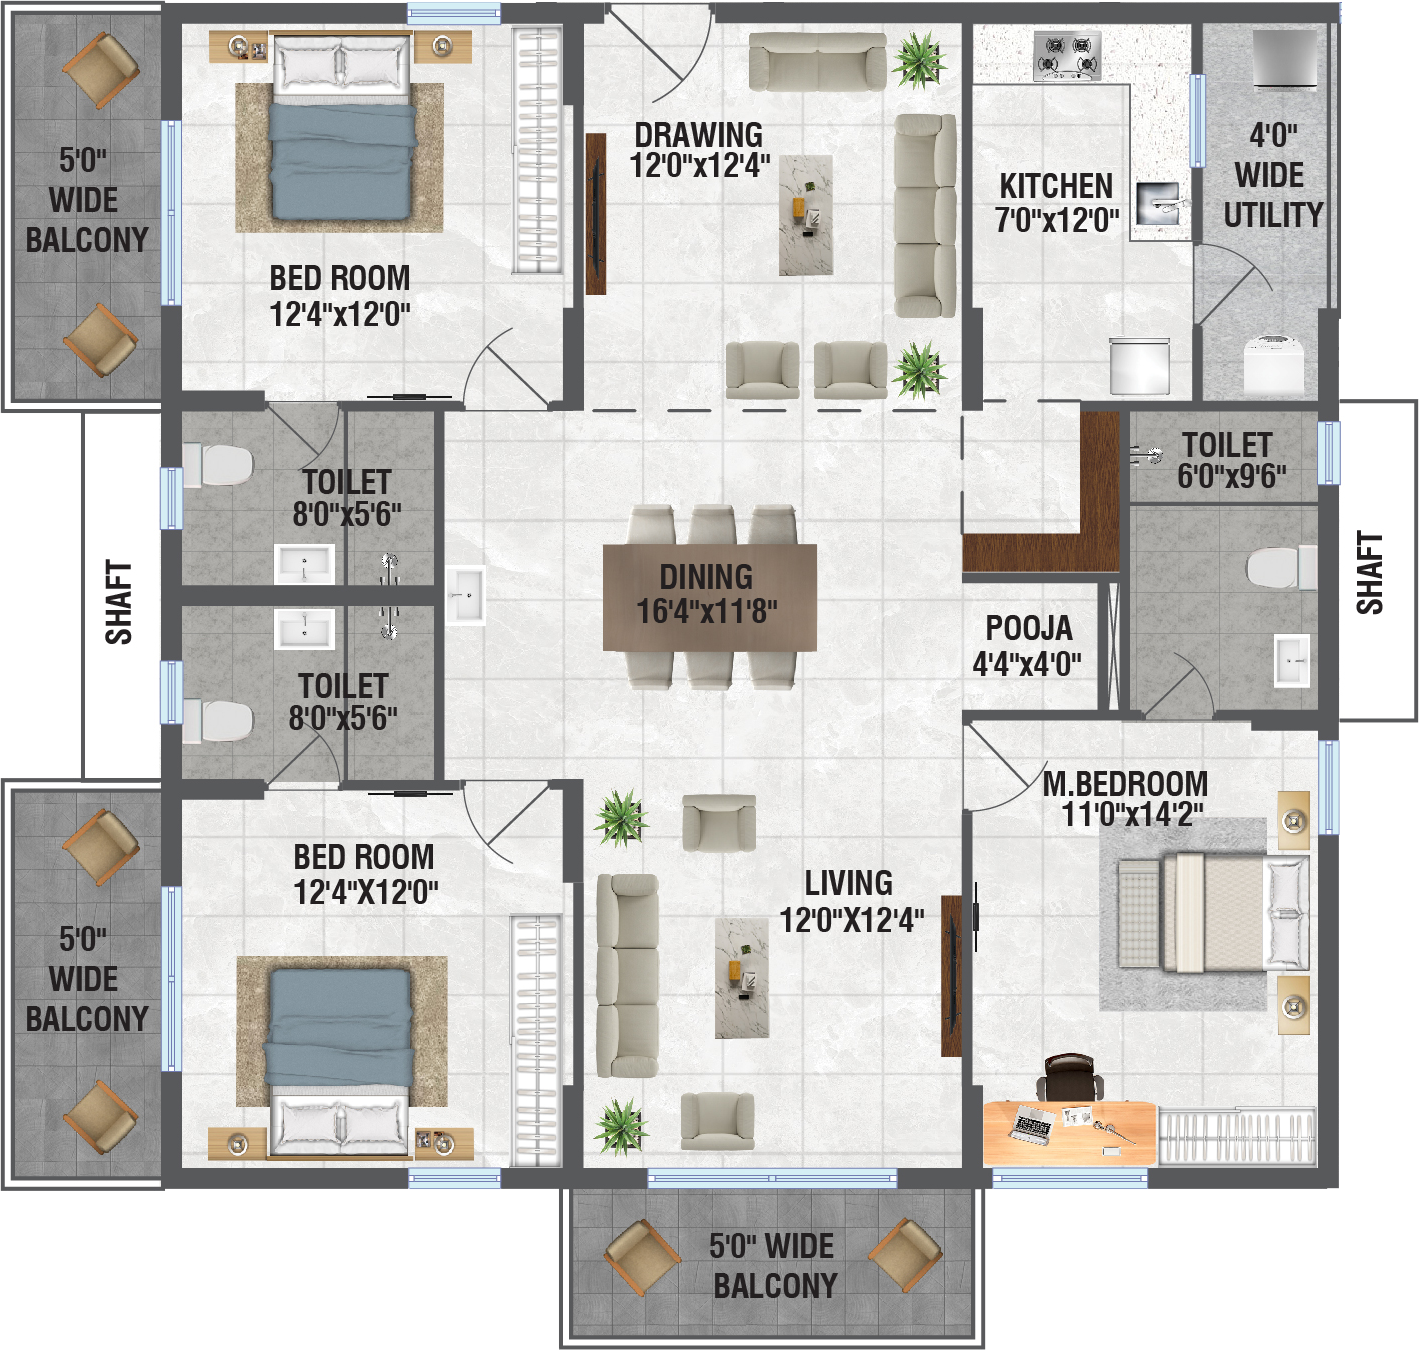 5'0"
WIDE
BALCONY
BED ROOM
12'4"x12'0"
DRAWING
12'0"x12'4"
KITCHEN
7'0"x12'0"
4'0"
WIDE
UTILITY
TOILET
8'0"x5'6"
TOILET
6'0"x9'6"
SHAFT
DINING
16'4"x11'8"
SHAFT
POOJA
4'4"x4'0"
TOILET
8'0"x5'6"
M.BEDROOM
11'0"x14'2"
BED ROOM
12'4"X12'0"
LIVING
12'0"X12'4"
5'0"
WIDE
BALCONY
5'0" WIDE
BALCONY